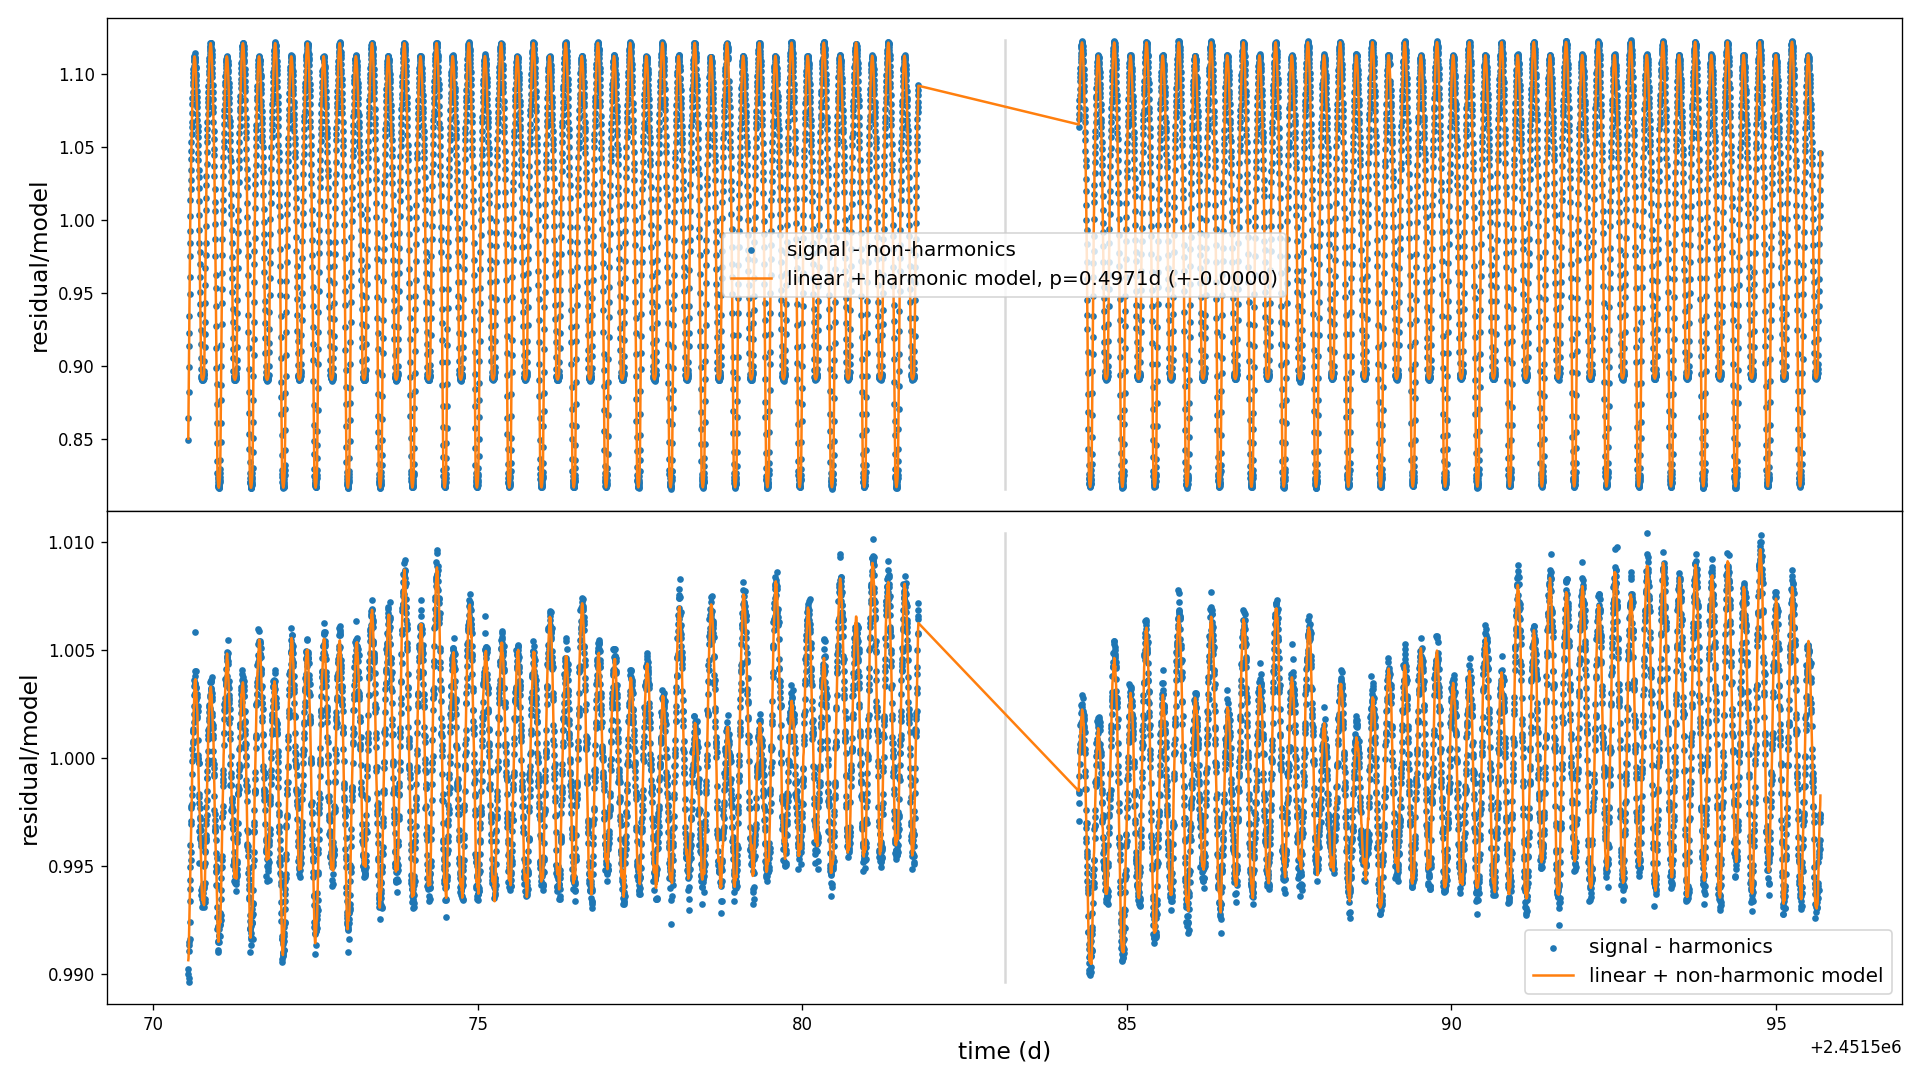 1.10
1.05
1.00
0.95
0.90
0.85
residual/model
signal - non-harmonics
linear + harmonic model, p=0.4971d (+-0.0000)
1.010
1.005
1.000
0.995
0.990
residual/model
signal - harmonics
linear + non-harmonic model
70 75 80 85 90 95
time (d)
+2.4515e6